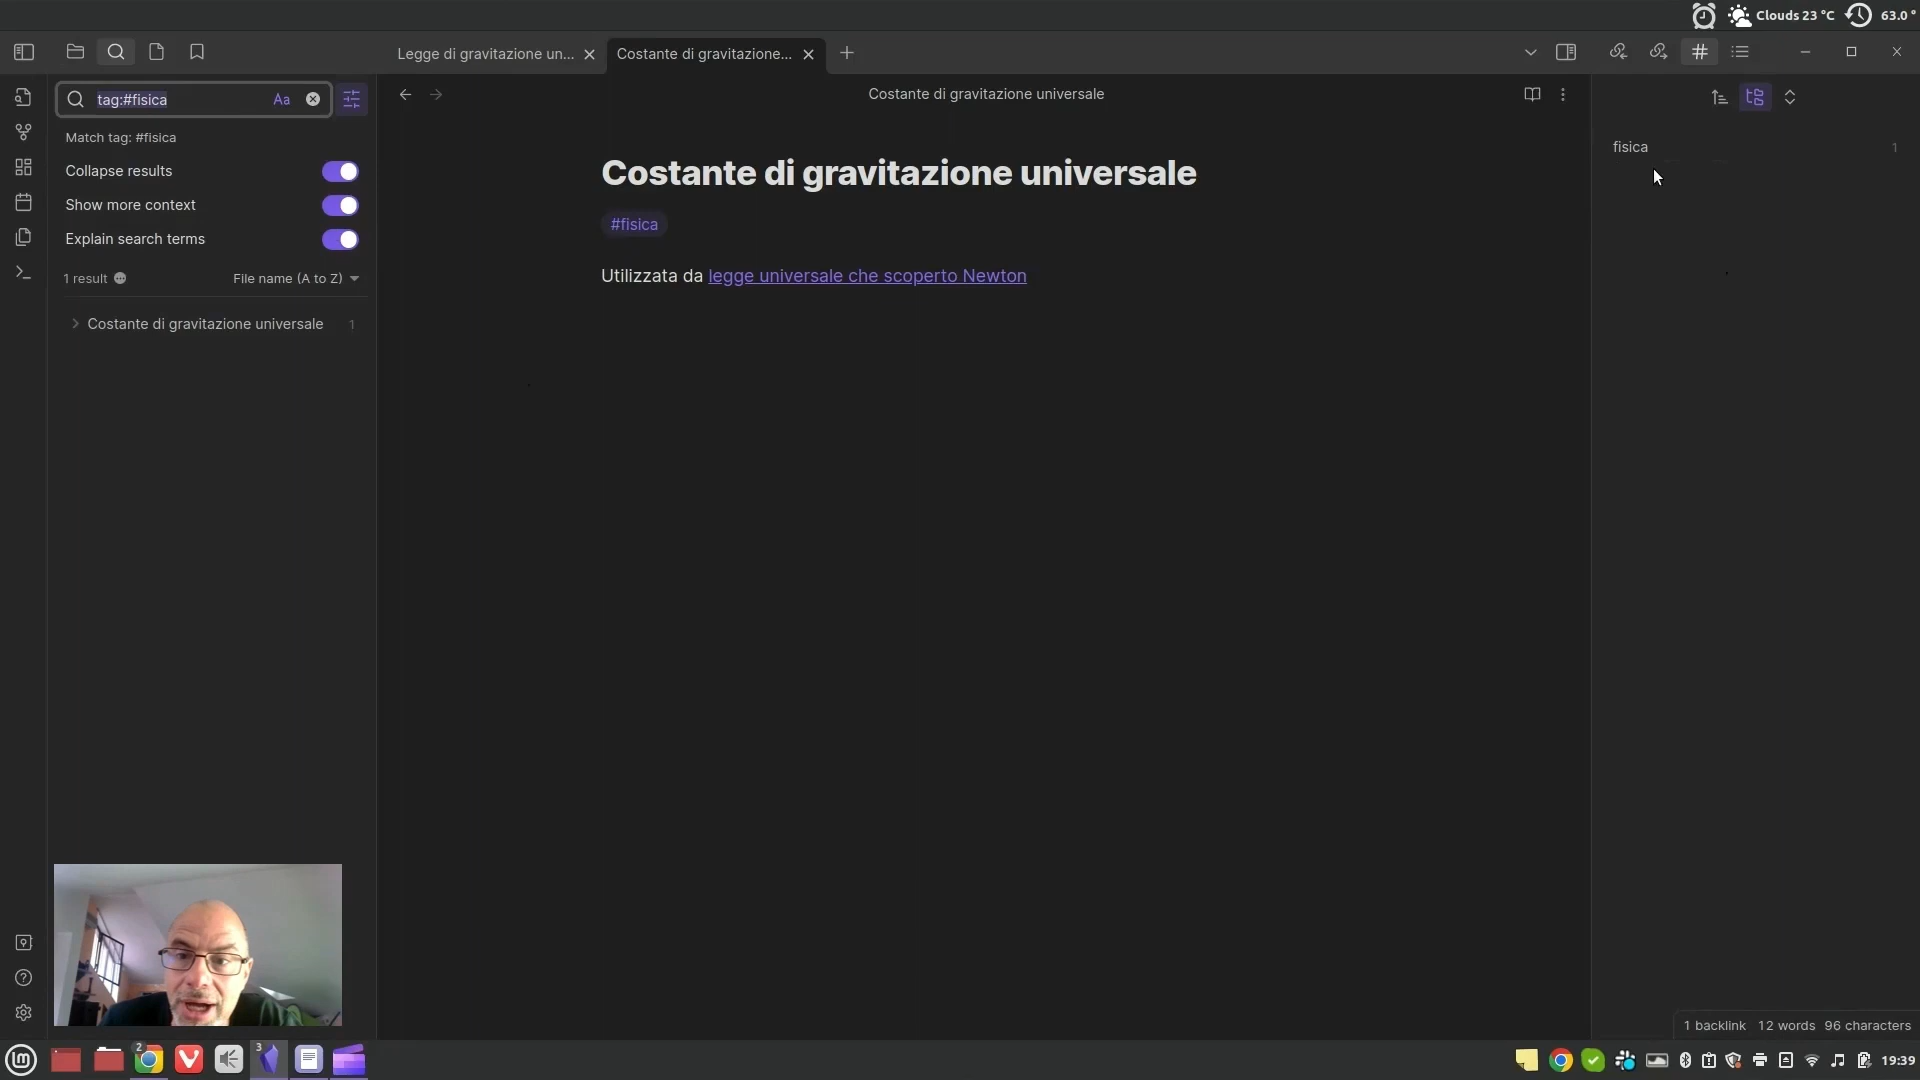 Clouds 23 °C
63.0 °
Legge di gravitazione un...
Costante di gravitazione...
tag:#fisica
Aa
Costante di gravitazione universale
Match tag: #fisica
Collapse results
Show more context
Explain search terms
1 result
File name (A to Z)
Costante di gravitazione universale
1
Costante di gravitazione universale
#fisica
Utilizzata da legge universale che scoperto Newton
fisica
1
1 backlink
12 words
96 characters
2
3
19:39